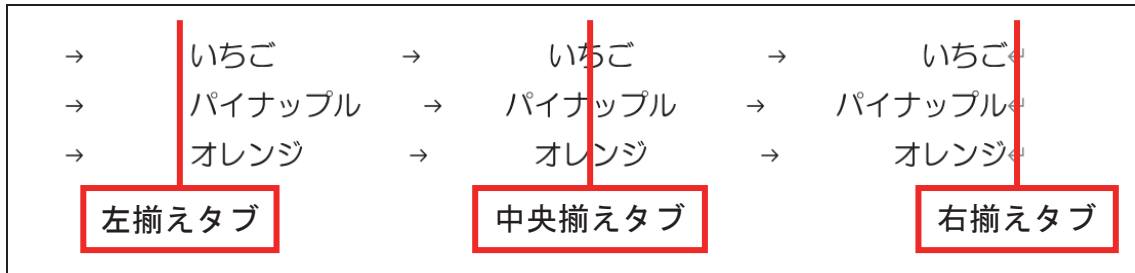 → いちご → いちご → いちご↵
→ パイナップル → パイナップル → パイナップル↵
→ オレンジ → オレンジ → オレンジ↵
左揃えタブ 中央揃えタブ 右揃えタブ